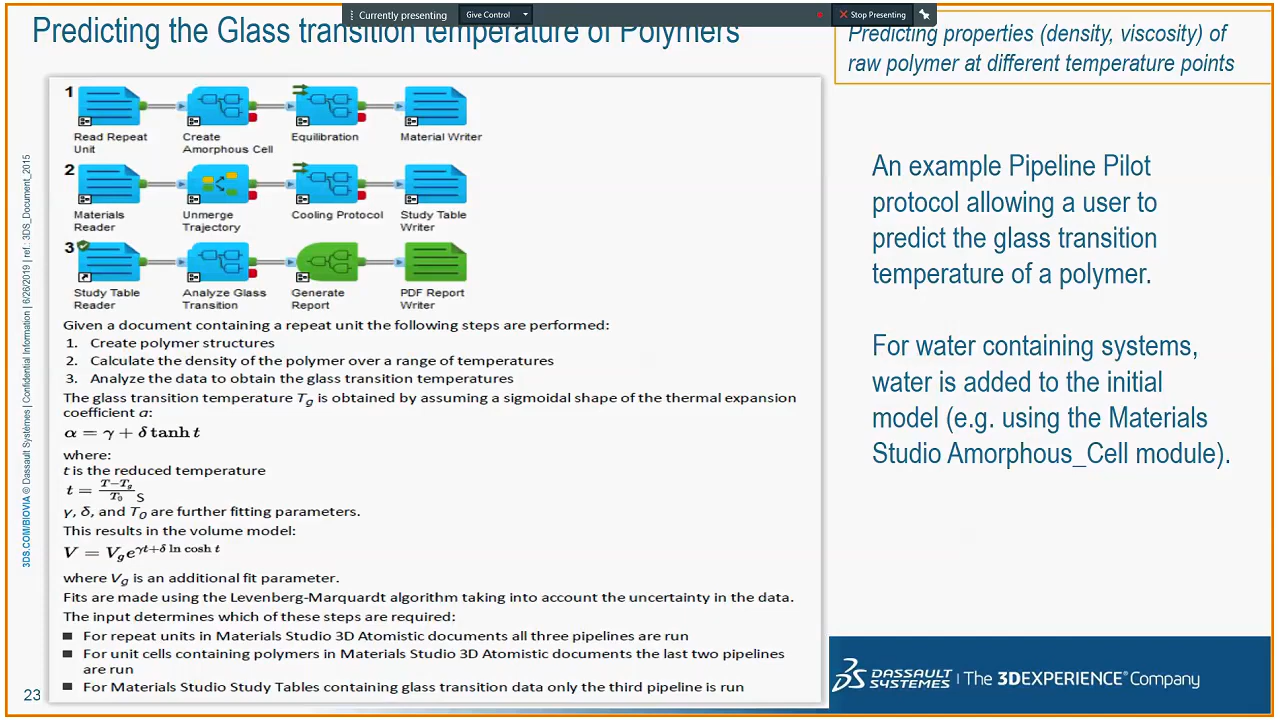 Currently presenting
Give Control
Stop Presenting
Predicting the Glass transition temperature of Polymers
Predicting properties (density, viscosity) of
raw polymer at different temperature points
3DS.COM/BIOVIA © Dassault Systèmes | Confidential Information | 6/28/2019 | ref.: 3DS_Document_2015
1
Read Repeat
Unit
Create
Amorphous Cell
Equilibration
Material Writer
2
Materials
Reader
Unmerge
Trajectory
Cooling Protocol
Study Table
Writer
3
Study Table
Reader
Analyze Glass
Transition
Generate
Report
PDF Report
Writer
Given a document containing a repeat unit the following steps are performed:
1. Create polymer structures
2. Calculate the density of the polymer over a range of temperatures
3. Analyze the data to obtain the glass transition temperatures
The glass transition temperature Tg is obtained by assuming a sigmoidal shape of the thermal expansion
coefficient α:
α = γ + δ tanh t
where:
t is the reduced temperature
t = (T−Tg)/T0 S
γ, δ, and T0 are further fitting parameters.
This results in the volume model:
V = Vg e^(γt+δ ln cosh t)
where Vg is an additional fit parameter.
Fits are made using the Levenberg-Marquardt algorithm taking into account the uncertainty in the data.
The input determines which of these steps are required:
■ For repeat units in Materials Studio 3D Atomistic documents all three pipelines are run
■ For unit cells containing polymers in Materials Studio 3D Atomistic documents the last two pipelines
are run
■ For Materials Studio Study Tables containing glass transition data only the third pipeline is run
An example Pipeline Pilot
protocol allowing a user to
predict the glass transition
temperature of a polymer.
For water containing systems,
water is added to the initial
model (e.g. using the Materials
Studio Amorphous_Cell module).
23
DASSAULT SYSTEMES | The 3DEXPERIENCE® Company